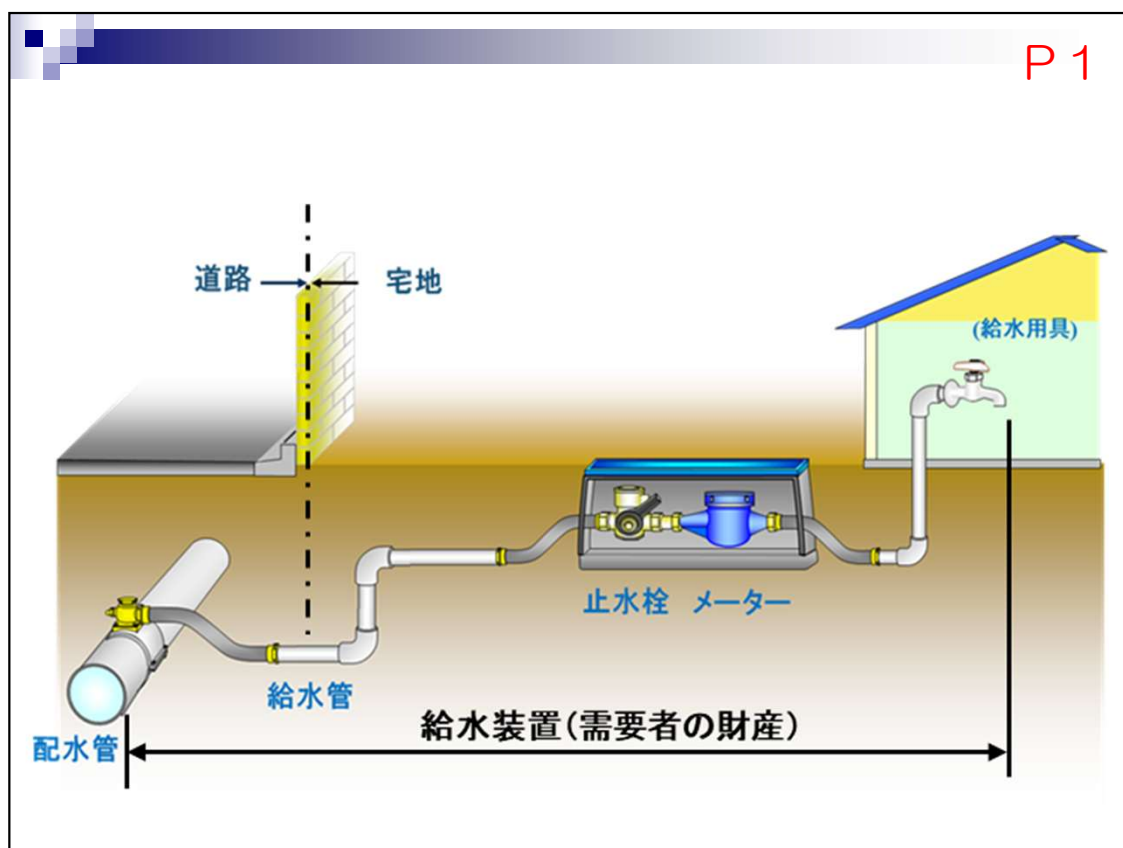 P1
道路
宅地
(給水用具)
止水栓 メーター
給水管
給水装置(需要者の財産)
配水管